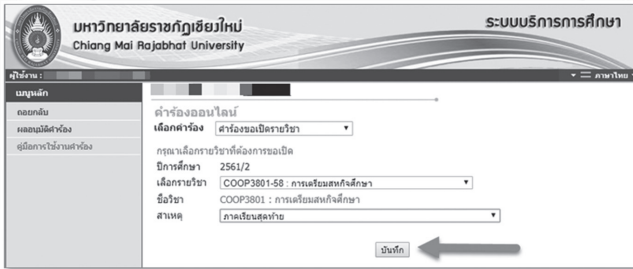 มหาวิทยาลัยราชภัฏเชียงใหม่
Chiang Mai Rajabhat University
ระบบบริการการศึกษา
ผู้ใช้งาน :
ภาษาไทย
เมนูหลัก
ถอยกลับ
ผลอนุมัติคำร้อง
คู่มือการใช้งานคำร้อง
คำร้องออนไลน์
เลือกคำร้อง คำร้องขอเปิดรายวิชา
กรุณาเลือกรายวิชาที่ต้องการขอเปิด
ปีการศึกษา 2561/2
เลือกรายวิชา COOP3801-58 : การเตรียมสหกิจศึกษา
ชื่อวิชา COOP3801 : การเตรียมสหกิจศึกษา
สาเหตุ ภาคเรียนสุดท้าย
บันทึก